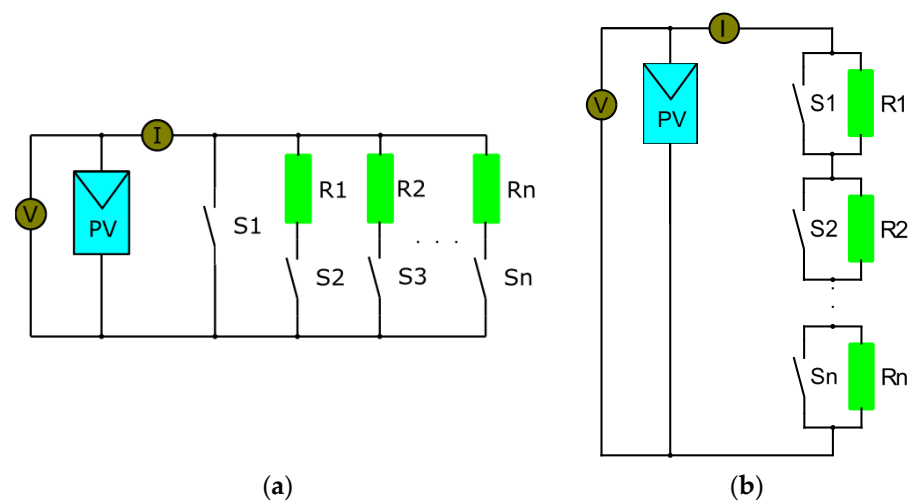 I
V
PV
S1
R1
R2
Rn
S2
S3
. . .
Sn
(a)
I
V
PV
S1
R1
S2
R2
Sn
Rn
(b)